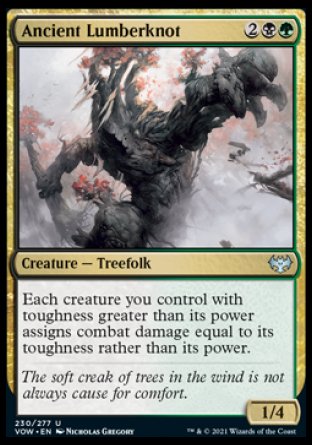 Ancient Lumberknot 2
Creature — Treefolk
Each creature you control with
toughness greater than its power
assigns combat damage equal to
its toughness rather than its power.
The soft creak of trees in the wind is not
always cause for comfort.
1/4
230/277 U
VOW • EN Nicholas Gregory
™ & © 2021 Wizards of the Coast